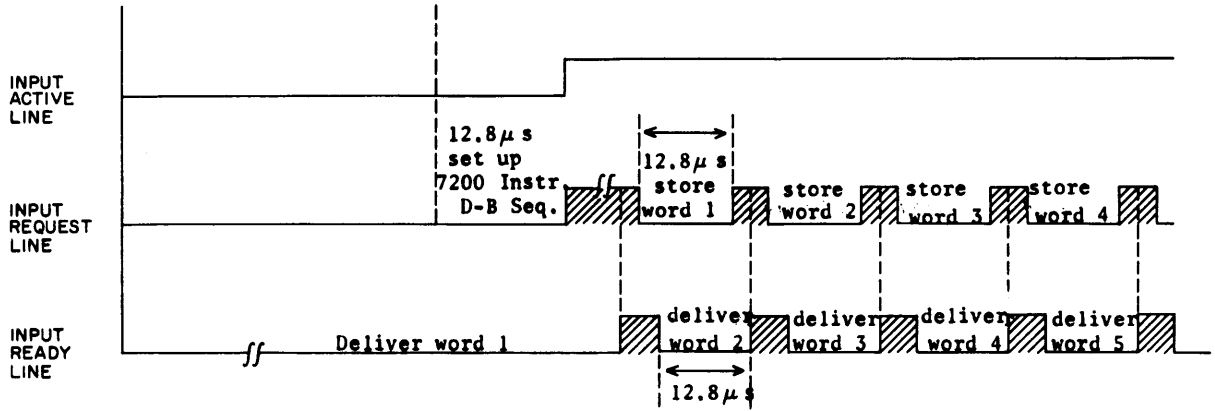 INPUT
ACTIVE
LINE
12.8μs
set up
7200 Instr.
D-B Seq.
12.8μs
store
word 1
store
word 2
store
word 3
store
word 4
INPUT
REQUEST
LINE
INPUT
READY
LINE
Deliver word 1
deliver
word 2
deliver
word 3
deliver
word 4
deliver
word 5
12.8μs